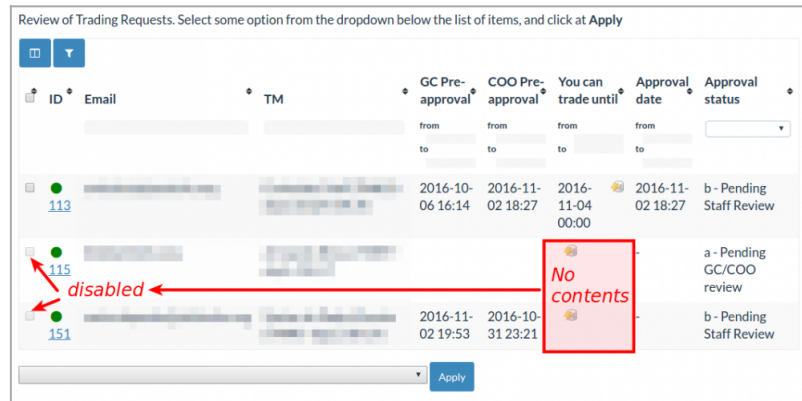 Review of Trading Requests. Select some option from the dropdown below the list of items, and click at Apply
ID Email TM GC Pre-approval COO Pre-approval You can trade until Approval date Approval status
from from from from
to to to to
113 2016-10-06 16:14 2016-11-02 18:27 2016-11-04 00:00 2016-11-02 18:27 b - Pending Staff Review
115 - a - Pending GC/COO review
disabled No contents
151 2016-11-02 19:53 2016-10-31 23:21 - b - Pending Staff Review
Apply